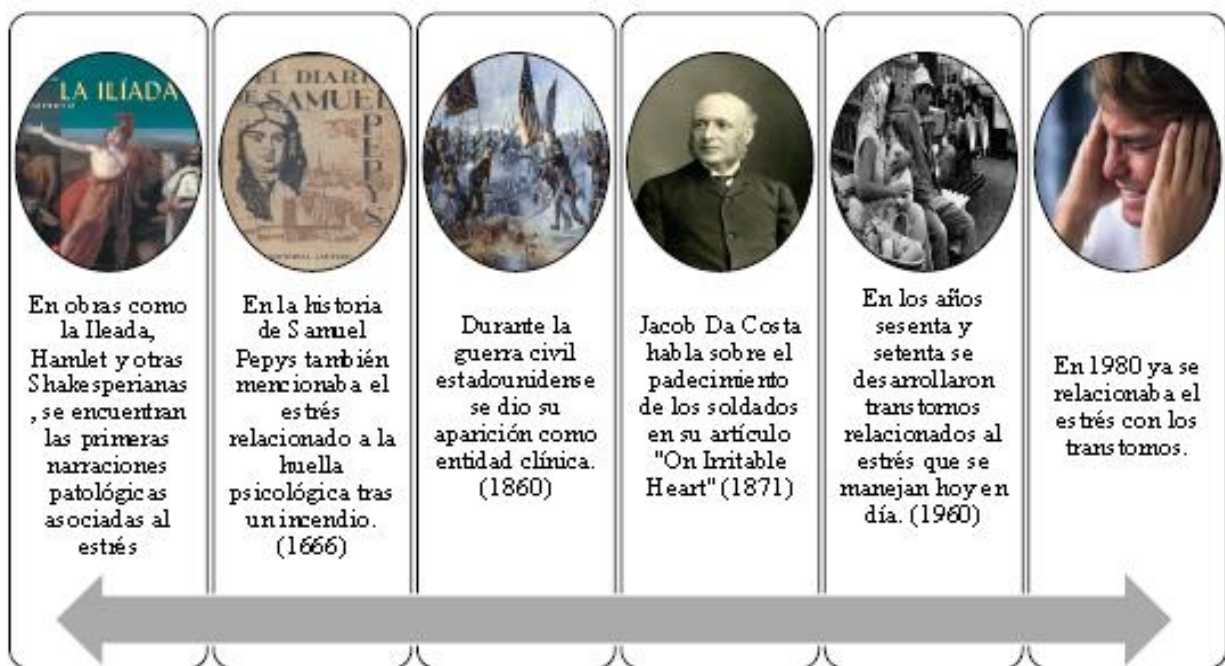 LA ILÍADA
EL DIARI
DE SAMUEL
PEPYS
En obras como
la Ileada,
Hamlet y otras
Shakesperianas
, se encuentran
las primeras
narraciones
patológicas
asociadas al
estrés
En la historia
de Samuel
Pepys también
mencionaba el
estrés
relacionado a la
huella
psicológica tras
un incendio.
(1666)
Durante la
guerra civil
estadounidense
se dio su
aparición como
entidad clínica.
(1860)
Jacob Da Costa
habla sobre el
padecimiento
de los soldados
en su artículo
"On Irritable
Heart" (1871)
En los años
sesenta y
setenta se
desarrollaron
transtornos
relacionados al
estrés que se
manejan hoy en
día. (1960)
En 1980 ya se
relacionaba el
estrés con los
transtornos.